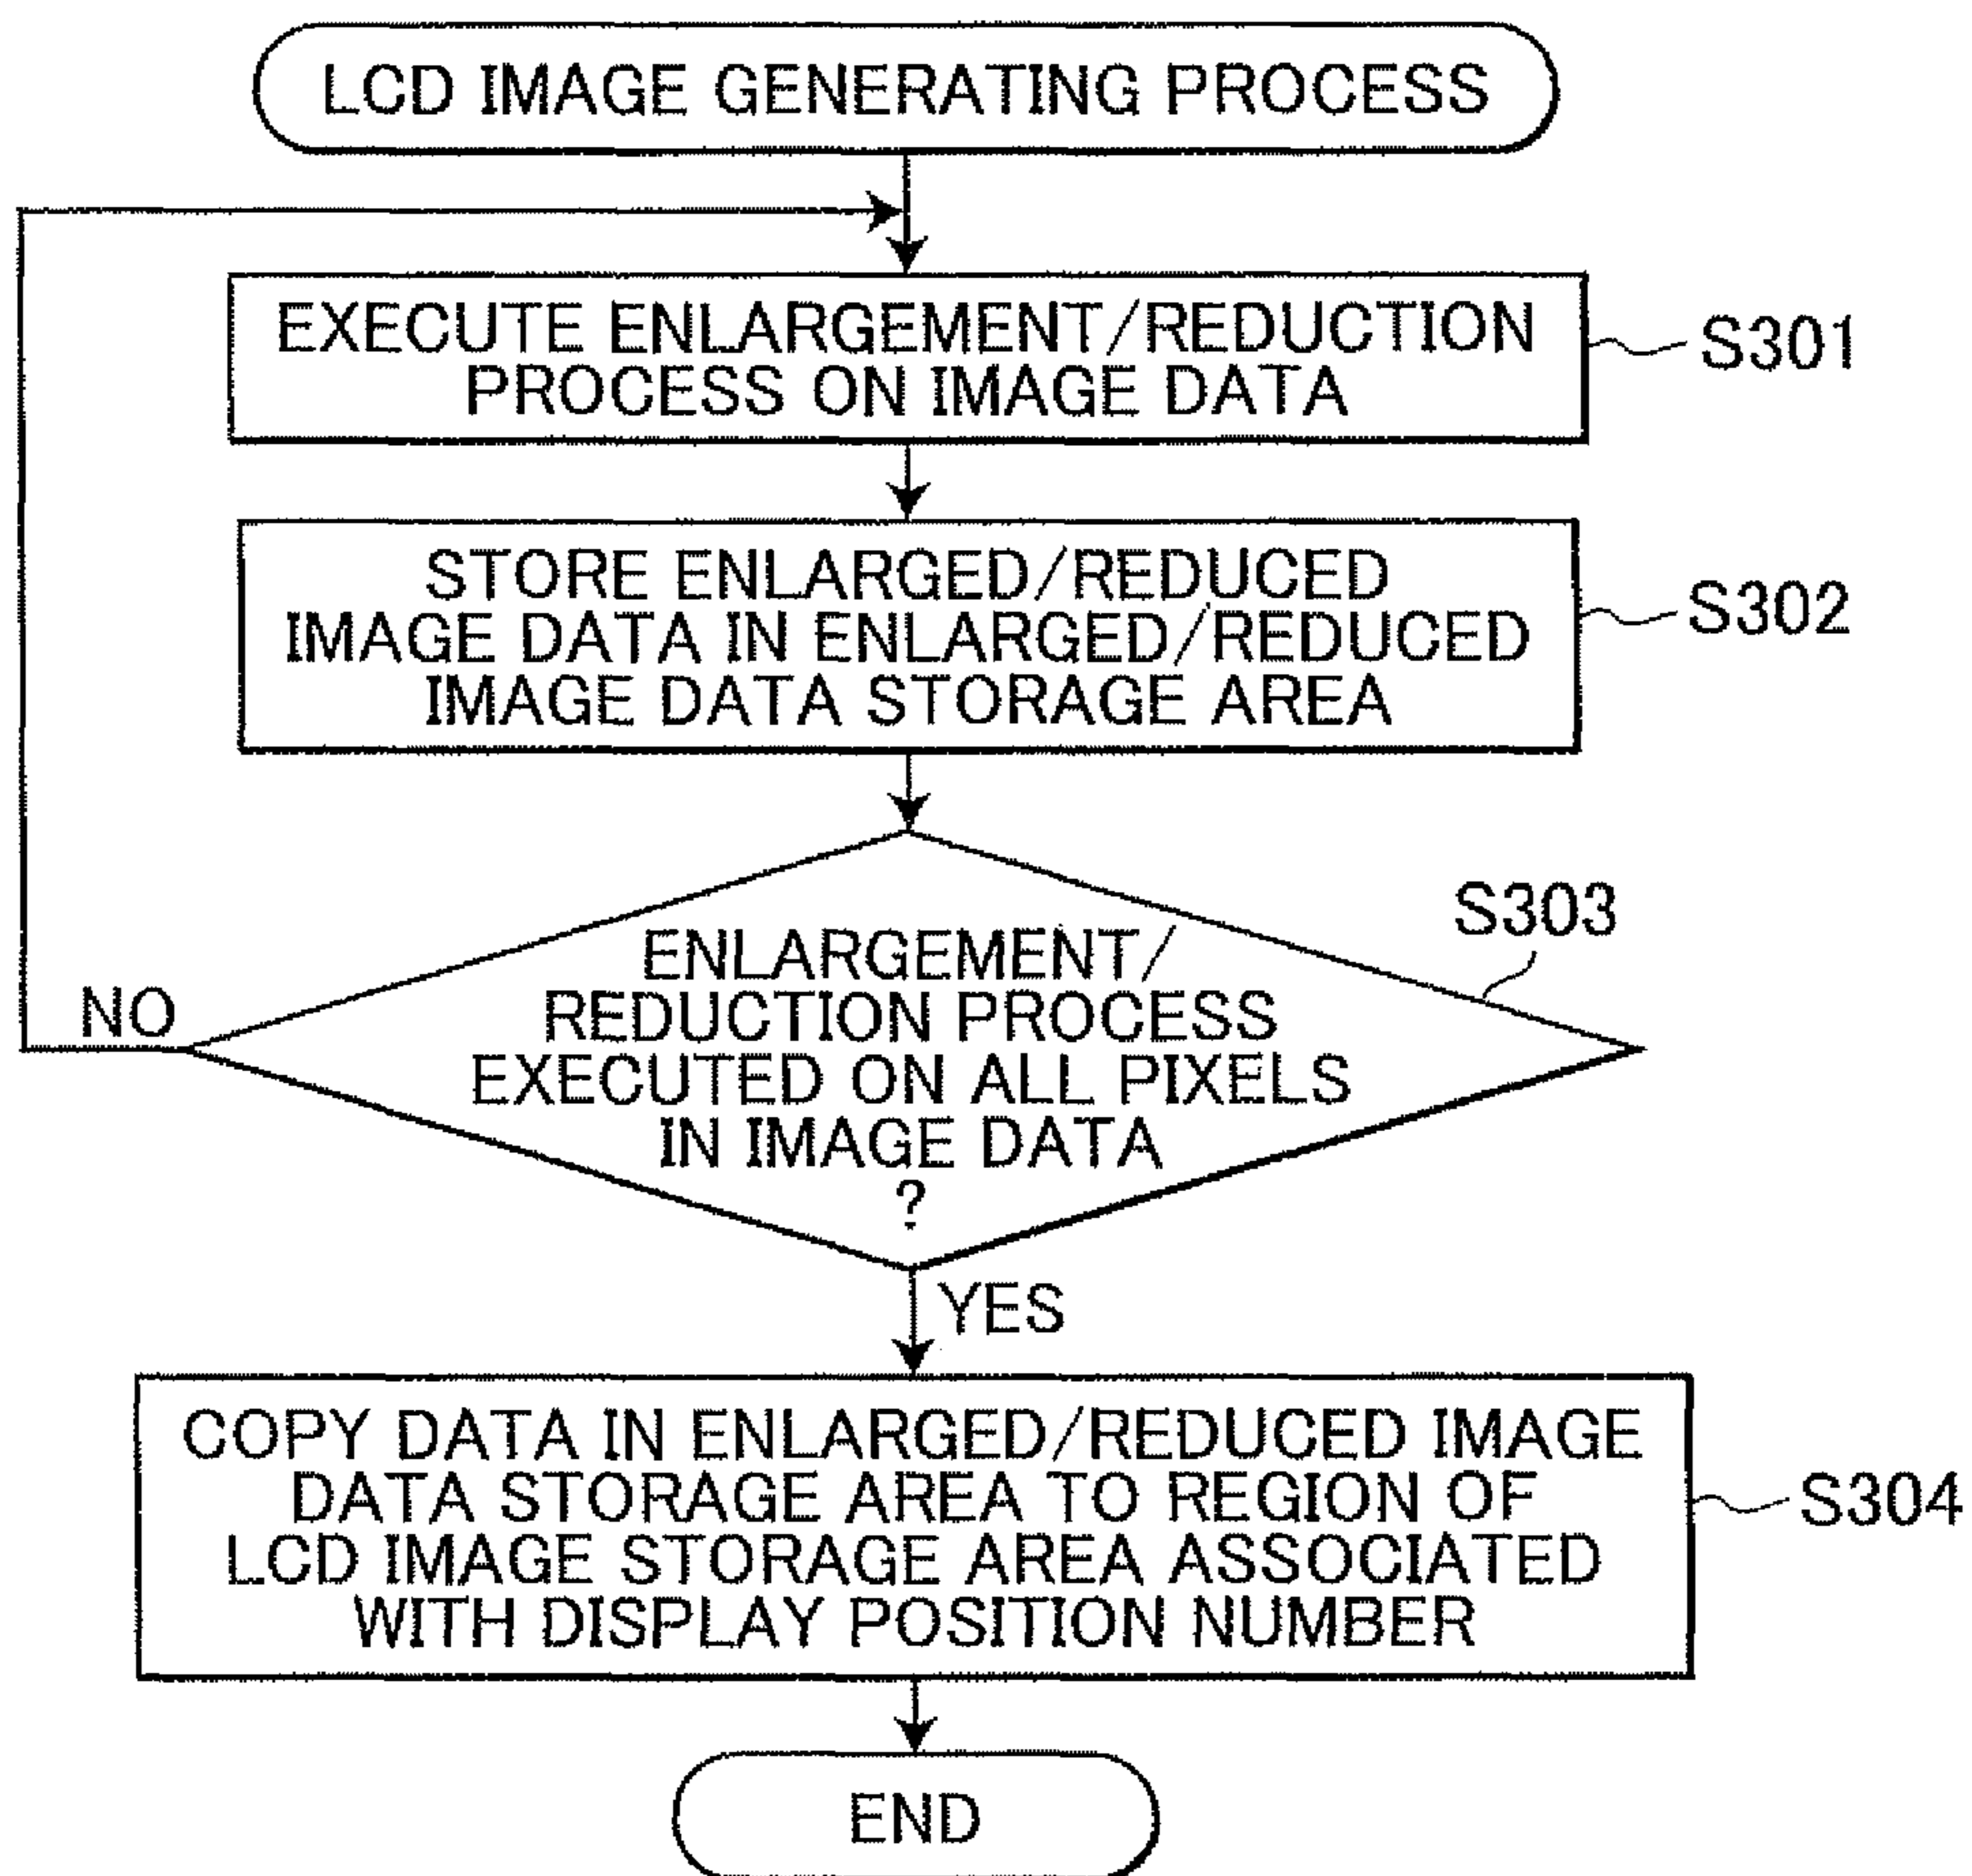 LCD IMAGE GENERATING PROCESS
EXECUTE ENLARGEMENT/REDUCTION
PROCESS ON IMAGE DATA
S301
STORE ENLARGED/REDUCED
IMAGE DATA IN ENLARGED/REDUCED
IMAGE DATA STORAGE AREA
S302
S303
ENLARGEMENT/
REDUCTION PROCESS
EXECUTED ON ALL PIXELS
IN IMAGE DATA
?
NO
YES
COPY DATA IN ENLARGED/REDUCED IMAGE
DATA STORAGE AREA TO REGION OF
LCD IMAGE STORAGE AREA ASSOCIATED
WITH DISPLAY POSITION NUMBER
S304
END